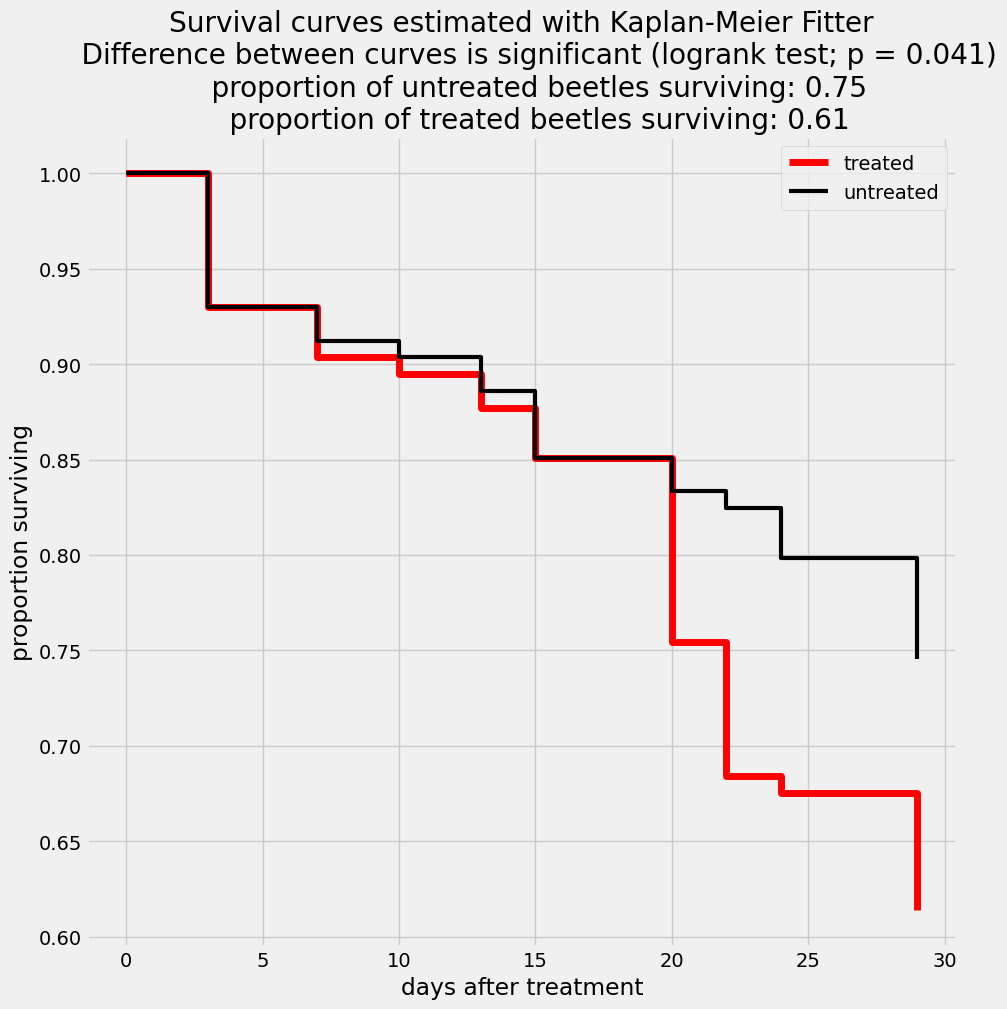 Survival curves estimated with Kaplan-Meier Fitter
Difference between curves is significant (logrank test; p = 0.041)
proportion of untreated beetles surviving: 0.75
proportion of treated beetles surviving: 0.61
treated
untreated
1.00
0.95
0.90
0.85
0.80
0.75
0.70
0.65
0.60
proportion surviving
0 5 10 15 20 25 30
days after treatment